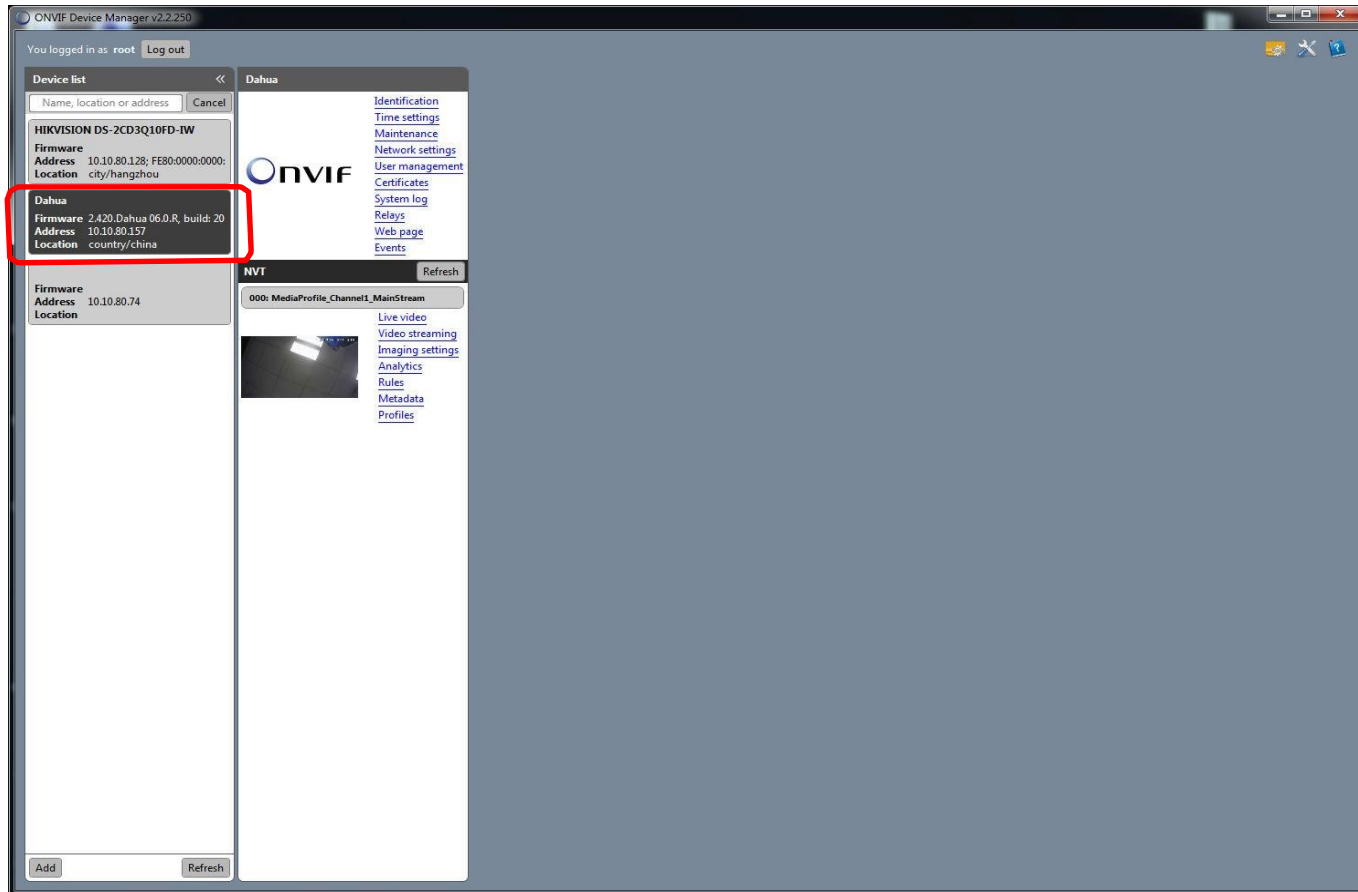 ONVIF Device Manager v2.2.250
You logged in as root Log out
Device list
Name, location or address Cancel
HIKVISION DS-2CD3Q10FD-IW
Firmware
Address 10.10.80.128; FE80:0000:0000:
Location city/hangzhou
Dahua
Firmware 2.420.Dahua 06.0.R, build: 20
Address 10.10.80.157
Location country/china
Firmware
Address 10.10.80.74
Location
Add Refresh
Dahua
ONVIF
Identification
Time settings
Maintenance
Network settings
User management
Certificates
System log
Relays
Web page
Events
NVT Refresh
000: MediaProfile_Channel1_MainStream
Live video
Video streaming
Imaging settings
Analytics
Rules
Metadata
Profiles